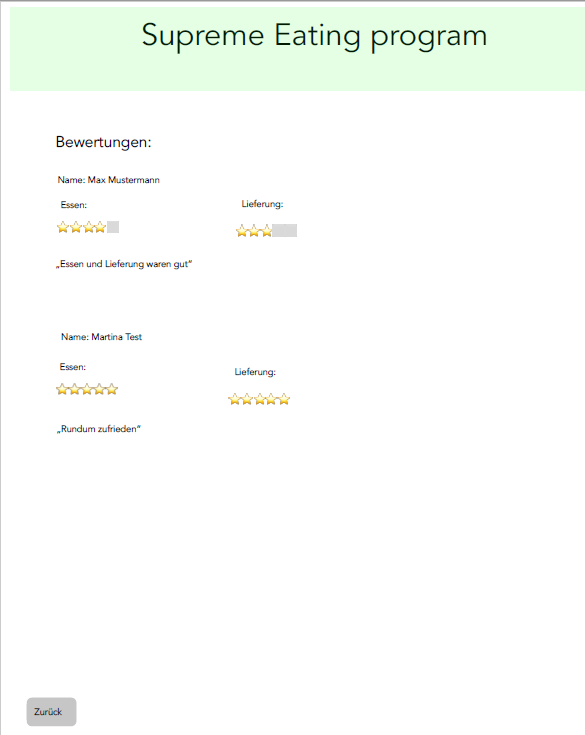 Supreme Eating program
Bewertungen:
Name: Max Mustermann
Essen:
Lieferung:
„Essen und Lieferung waren gut“
Name: Martina Test
Essen:
Lieferung:
„Rundum zufrieden“
Zurück